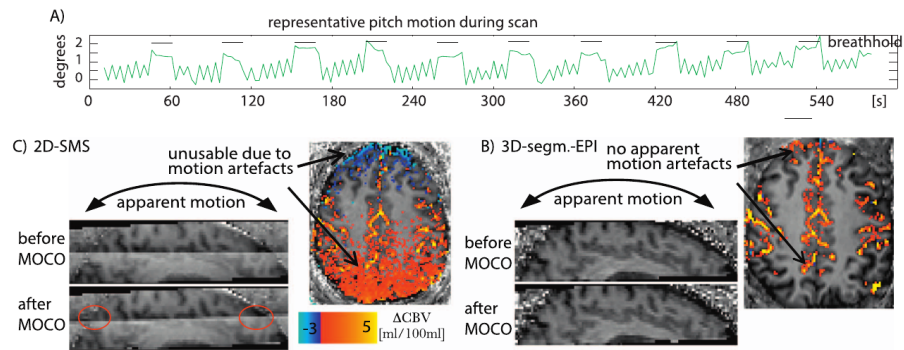 A)
representative pitch motion during scan
degrees
2
1
0
breathhold
0 60 120 180 240 300 360 420 480 540 [s]
C) 2D-SMS
unusable due to
motion artefacts
apparent motion
before
MOCO
after
MOCO
-3 5
ΔCBV
[ml/100ml]
B) 3D-segm.-EPI
no apparent
motion artefacts
apparent motion
before
MOCO
after
MOCO